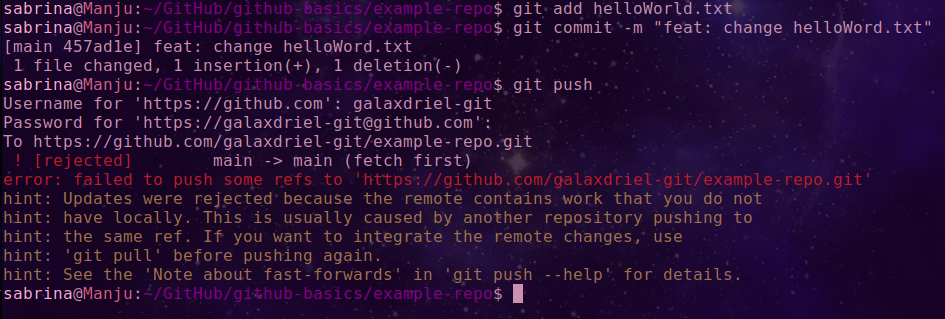 sabrina@Manju:~/GitHub/github-basics/example-repo$ git add helloWorld.txt
sabrina@Manju:~/GitHub/github-basics/example-repo$ git commit -m "feat: change helloWord.txt"
[main 457ad1e] feat: change helloWord.txt
 1 file changed, 1 insertion(+), 1 deletion(-)
sabrina@Manju:~/GitHub/github-basics/example-repo$ git push
Username for 'https://github.com': galaxdriel-git
Password for 'https://galaxdriel-git@github.com':
To https://github.com/galaxdriel-git/example-repo.git
 ! [rejected]        main -> main (fetch first)
error: failed to push some refs to 'https://github.com/galaxdriel-git/example-repo.git'
hint: Updates were rejected because the remote contains work that you do not
hint: have locally. This is usually caused by another repository pushing to
hint: the same ref. If you want to integrate the remote changes, use
hint: 'git pull' before pushing again.
hint: See the 'Note about fast-forwards' in 'git push --help' for details.
sabrina@Manju:~/GitHub/github-basics/example-repo$